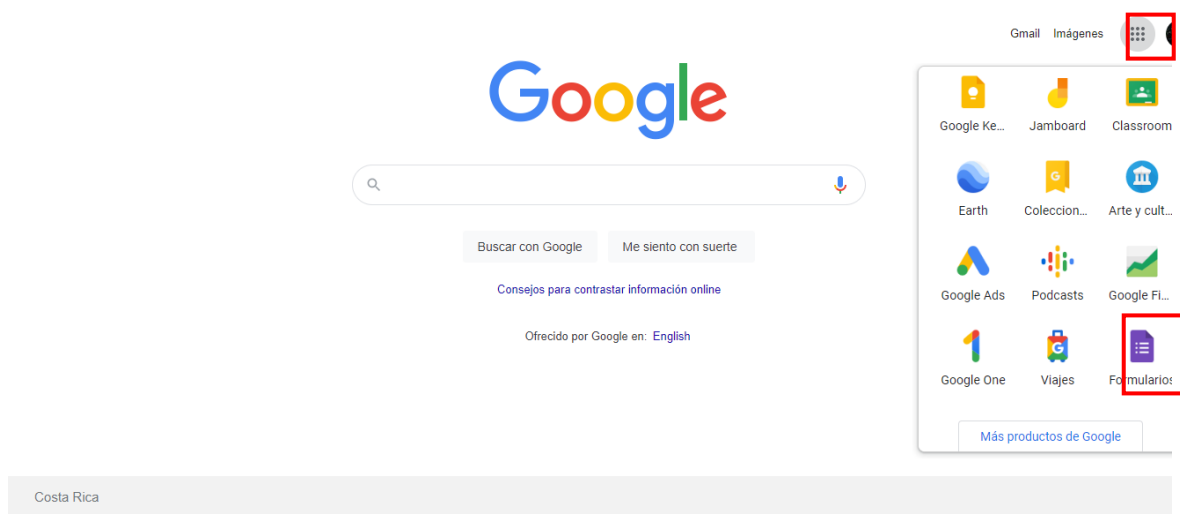 Gmail Imágenes
Google
Google Ke... Jamboard Classroom
Earth Coleccion... Arte y cult...
Buscar con Google Me siento con suerte
Google Ads Podcasts Google Fi...
Consejos para contrastar información online
Ofrecido por Google en: English
Google One Viajes Formularios
Más productos de Google
Costa Rica